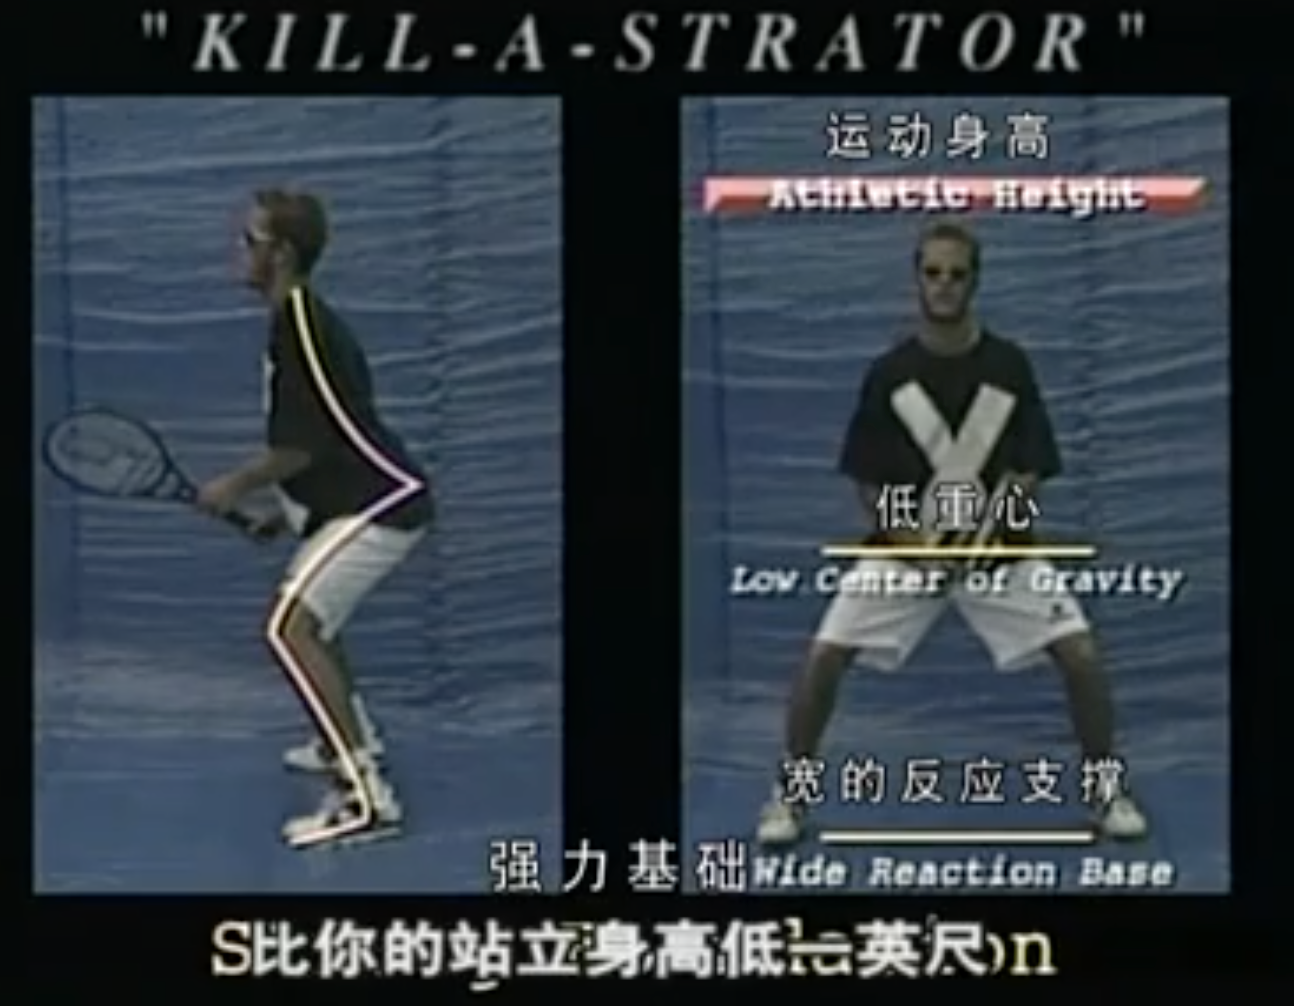 "KILL-A-STRATOR"
运动身高
Athletic Height
低重心
Low Center of Gravity
宽的反应支撑
强力基础
Wide Reaction Base
比你的站立身高低一英尺